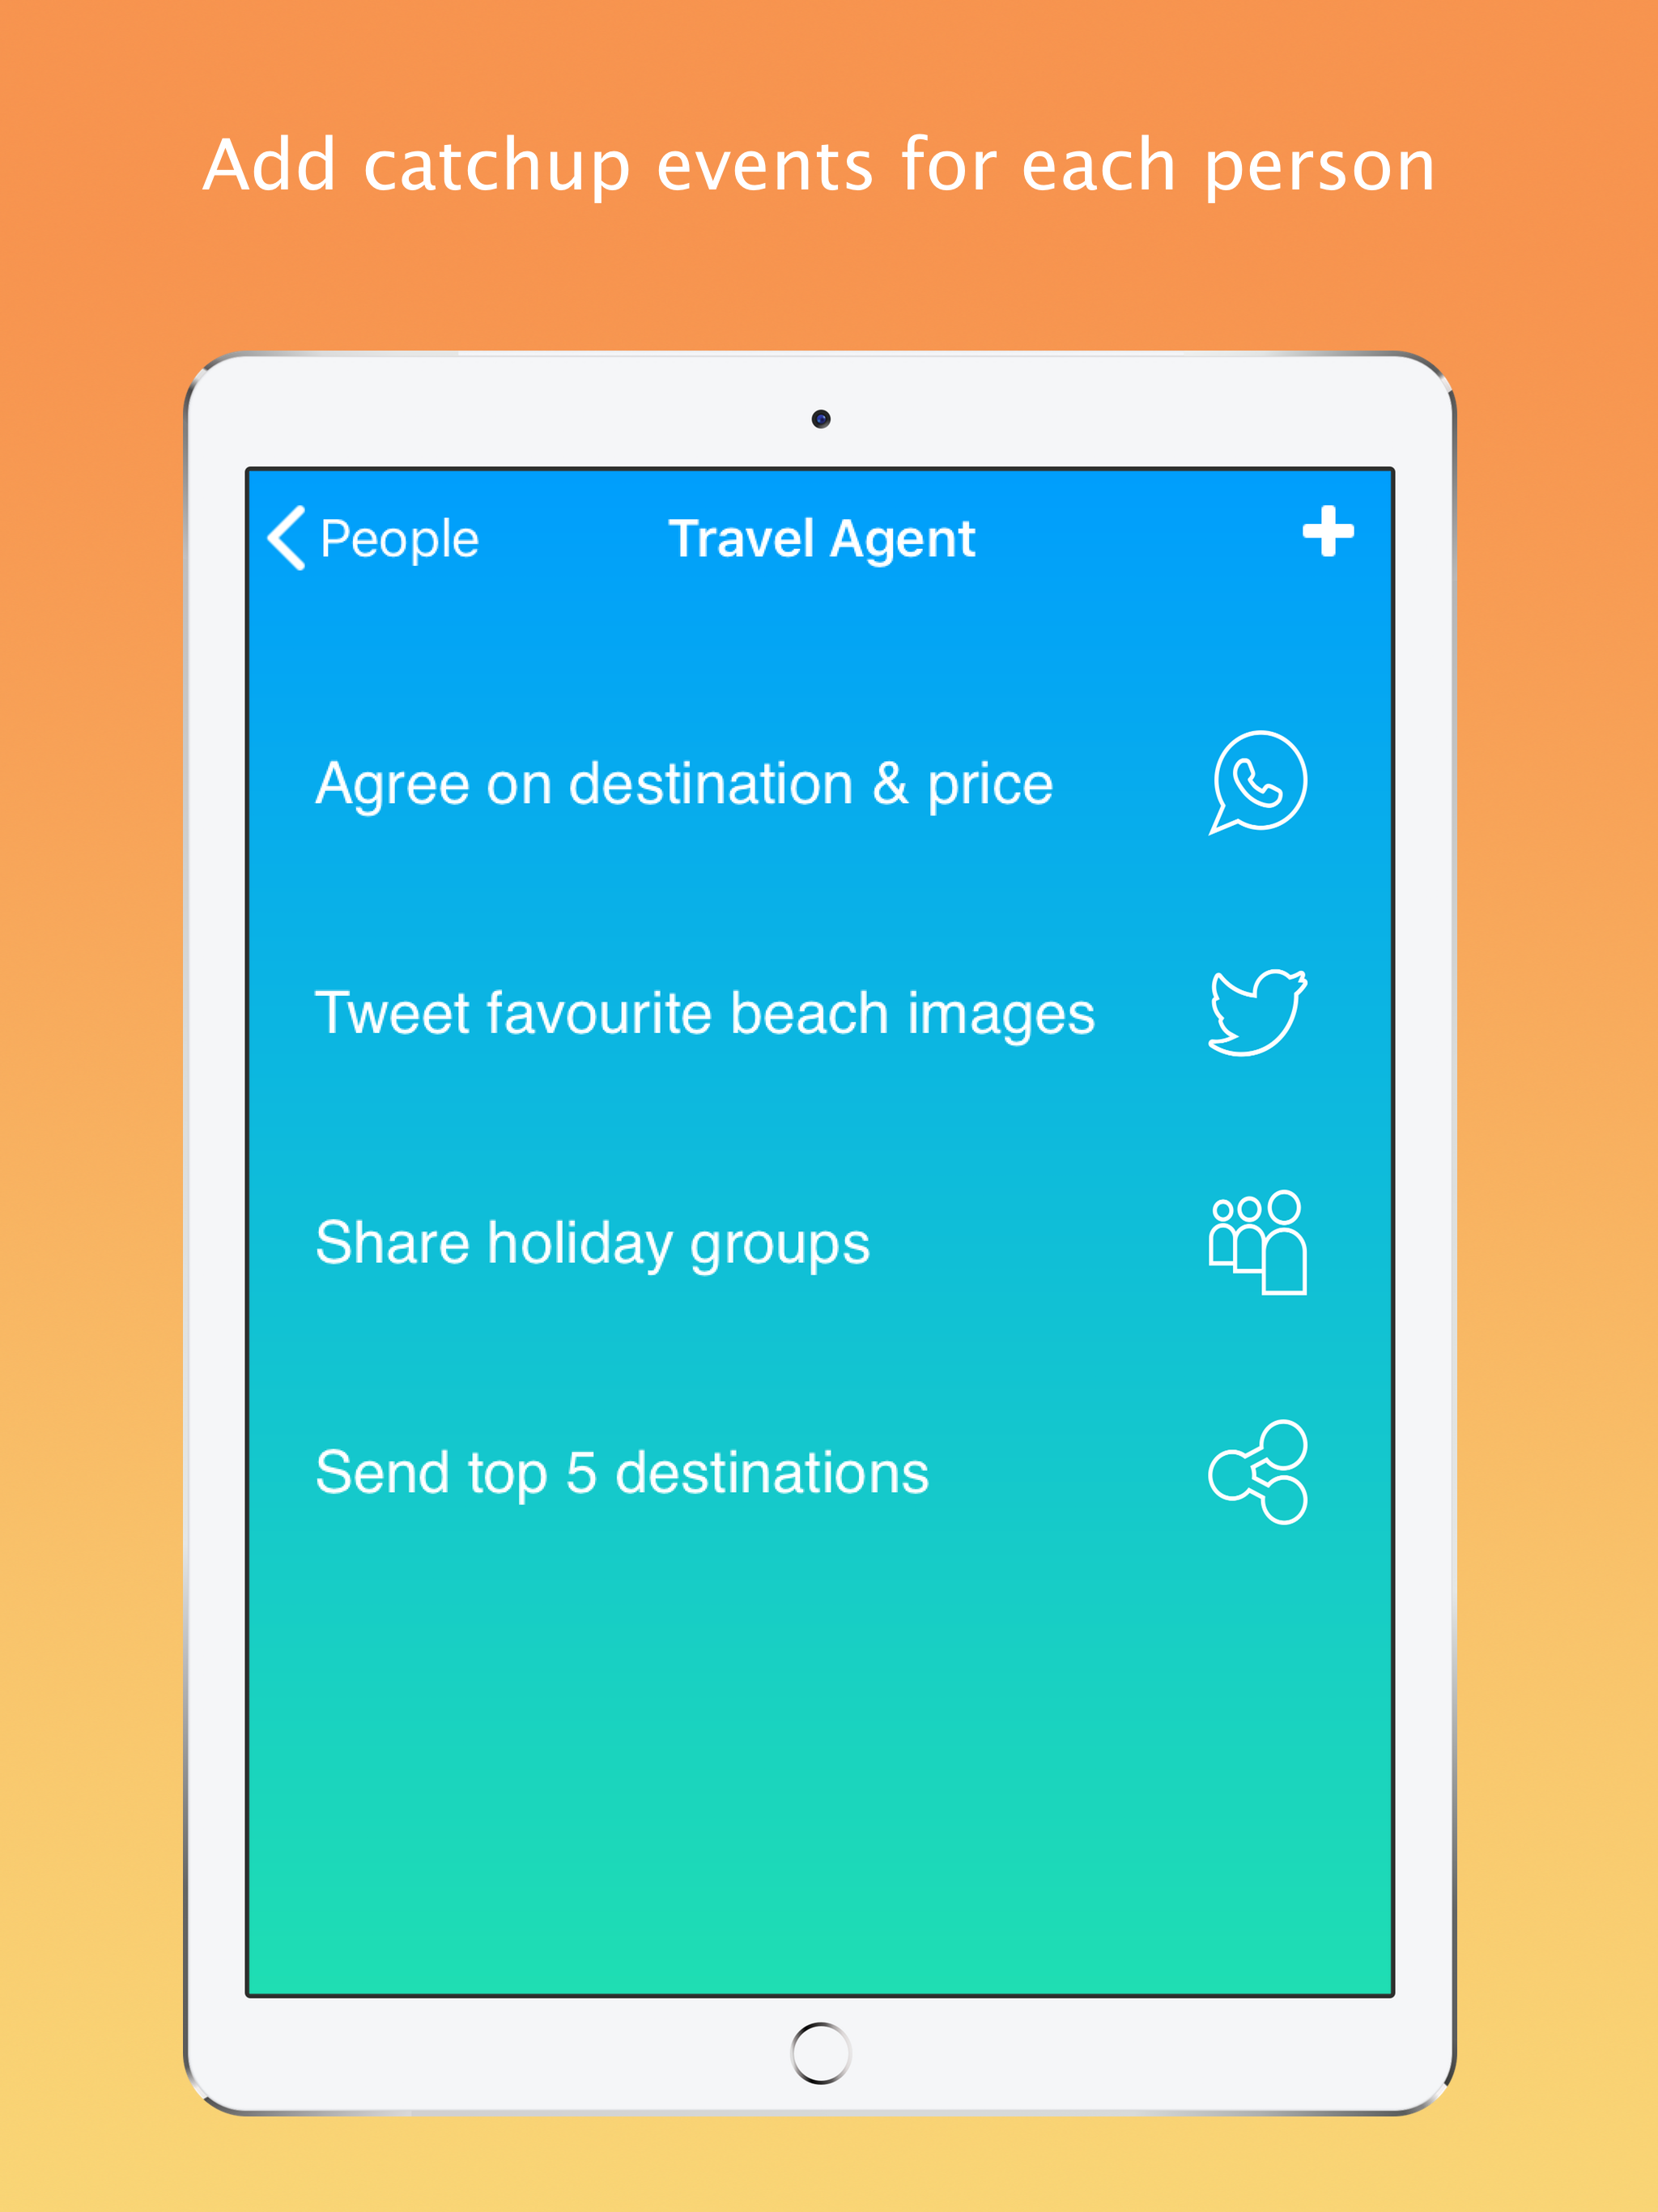 Add catchup events for each person
People
Travel Agent
Agree on destination & price
Tweet favourite beach images
Share holiday groups
Send top 5 destinations